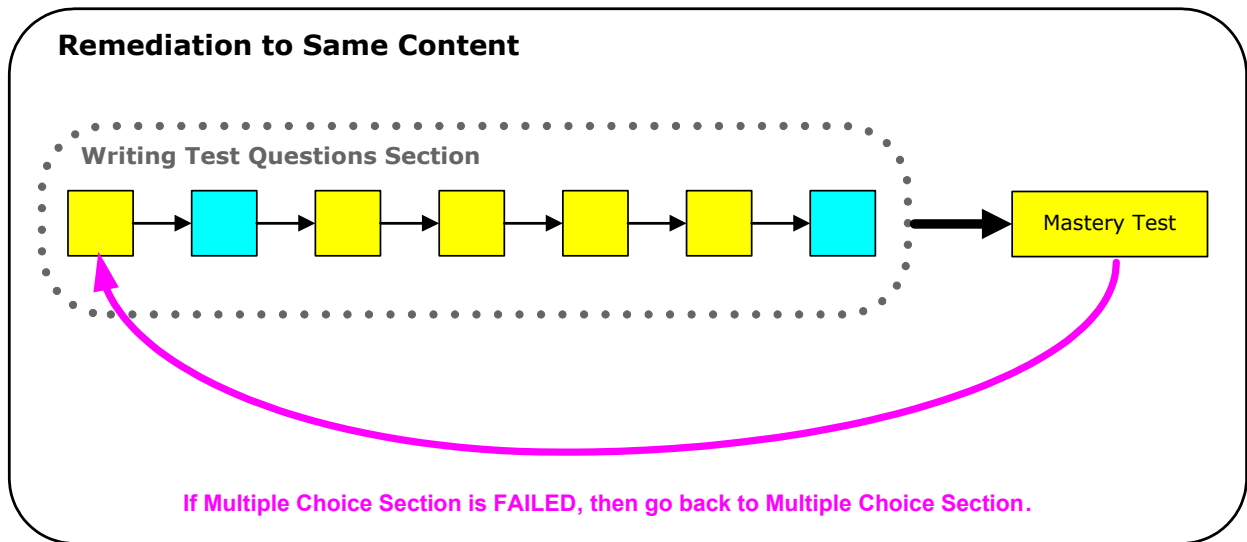 Remediation to Same Content
Writing Test Questions Section
Mastery Test
If Multiple Choice Section is FAILED, then go back to Multiple Choice Section.